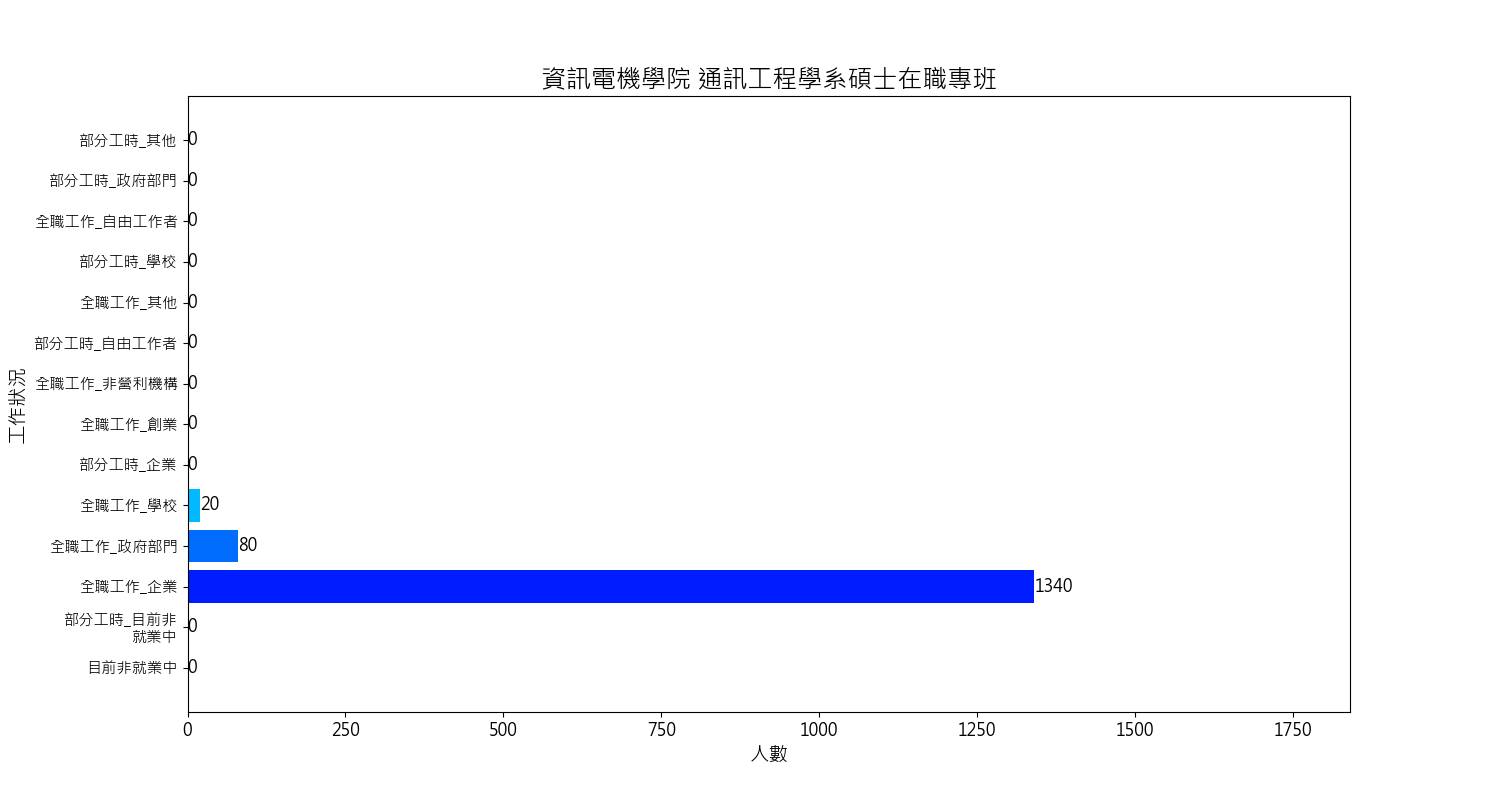 資訊電機學院 通訊工程學系碩士在職專班
部分工時_其他 0
部分工時_政府部門 0
全職工作_自由工作者 0
部分工時_學校 0
全職工作_其他 0
部分工時_自由工作者 0
全職工作_非營利機構 0
全職工作_創業 0
部分工時_企業 0
全職工作_學校 20
全職工作_政府部門 80
全職工作_企業 1340
部分工時_目前非
就業中 0
目前非就業中 0
工作狀況
0 250 500 750 1000 1250 1500 1750
人數